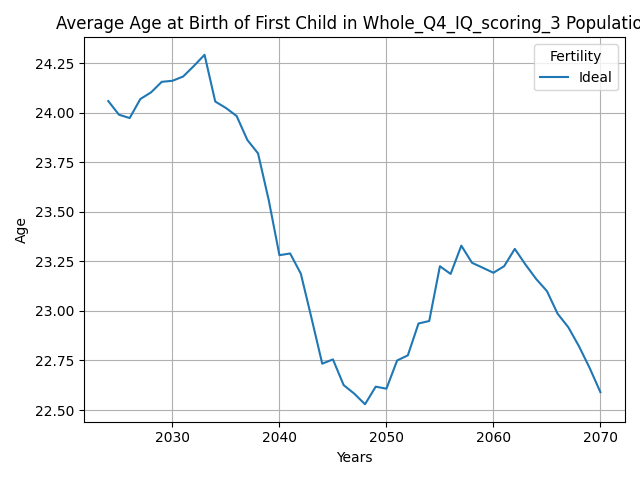 Average Age at Birth of First Child in Whole_Q4_IQ_scoring_3 Populatio
Fertility
Ideal
24.25
24.00
23.75
23.50
23.25
23.00
22.75
22.50
Age
2030 2040 2050 2060 2070
Years